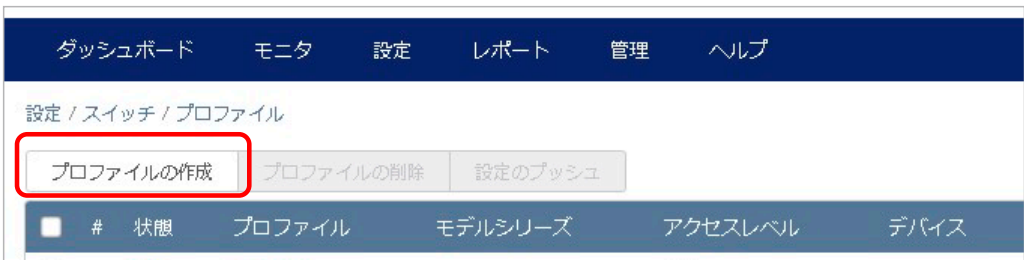 ダッシュボード モニタ 設定 レポート 管理 ヘルプ
設定 / スイッチ / プロファイル
プロファイルの作成 プロファイルの削除 設定のプッシュ
# 状態 プロファイル モデルシリーズ アクセスレベル デバイス